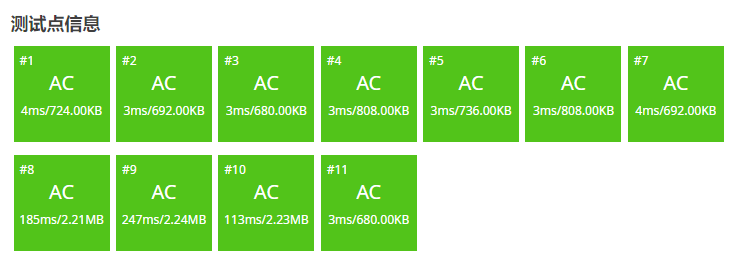 测试点信息
#1 #2 #3 #4 #5 #6 #7
AC AC AC AC AC AC AC
4ms/724.00KB 3ms/692.00KB 3ms/680.00KB 3ms/808.00KB 3ms/736.00KB 3ms/808.00KB 4ms/692.00KB
#8 #9 #10 #11
AC AC AC AC
185ms/2.21MB 247ms/2.24MB 113ms/2.23MB 3ms/680.00KB